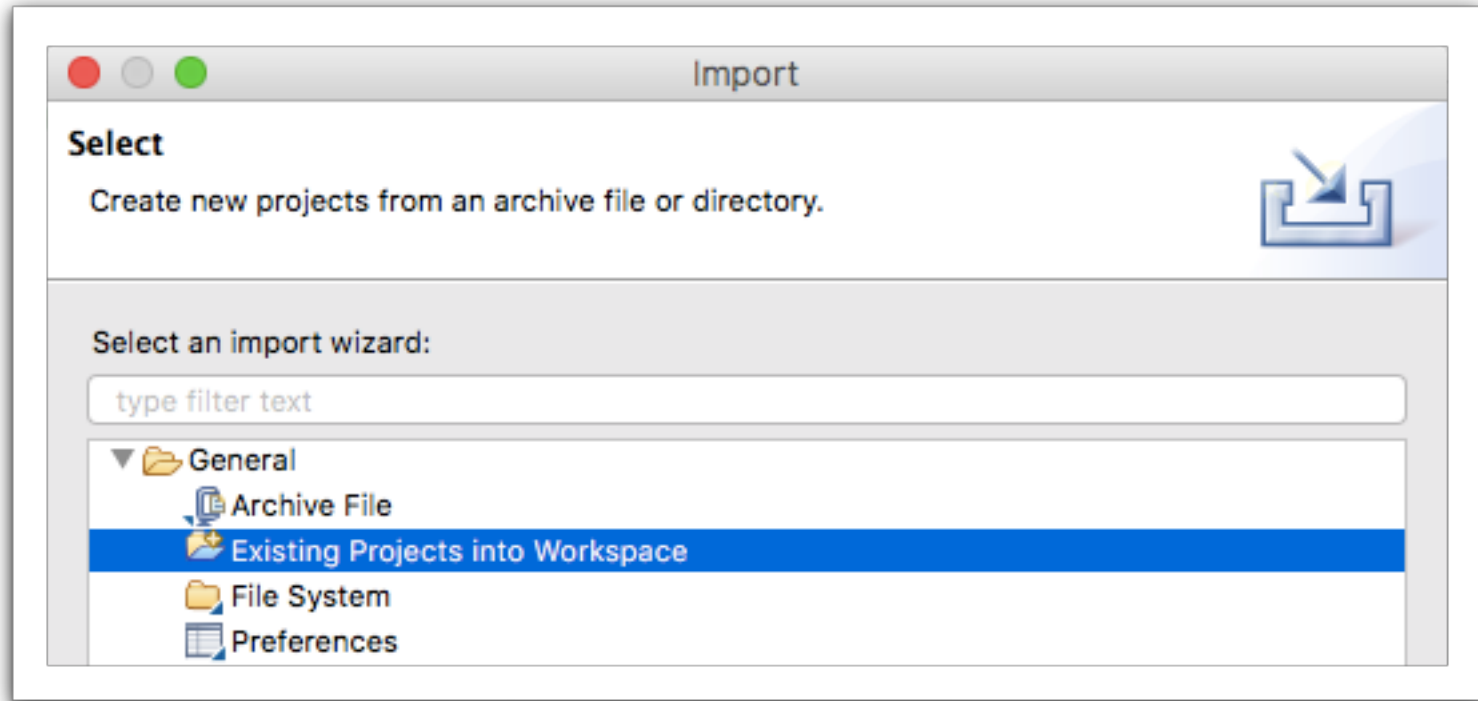 Import
Select
Create new projects from an archive file or directory.
Select an import wizard:
type filter text
General
Archive File
Existing Projects into Workspace
File System
Preferences